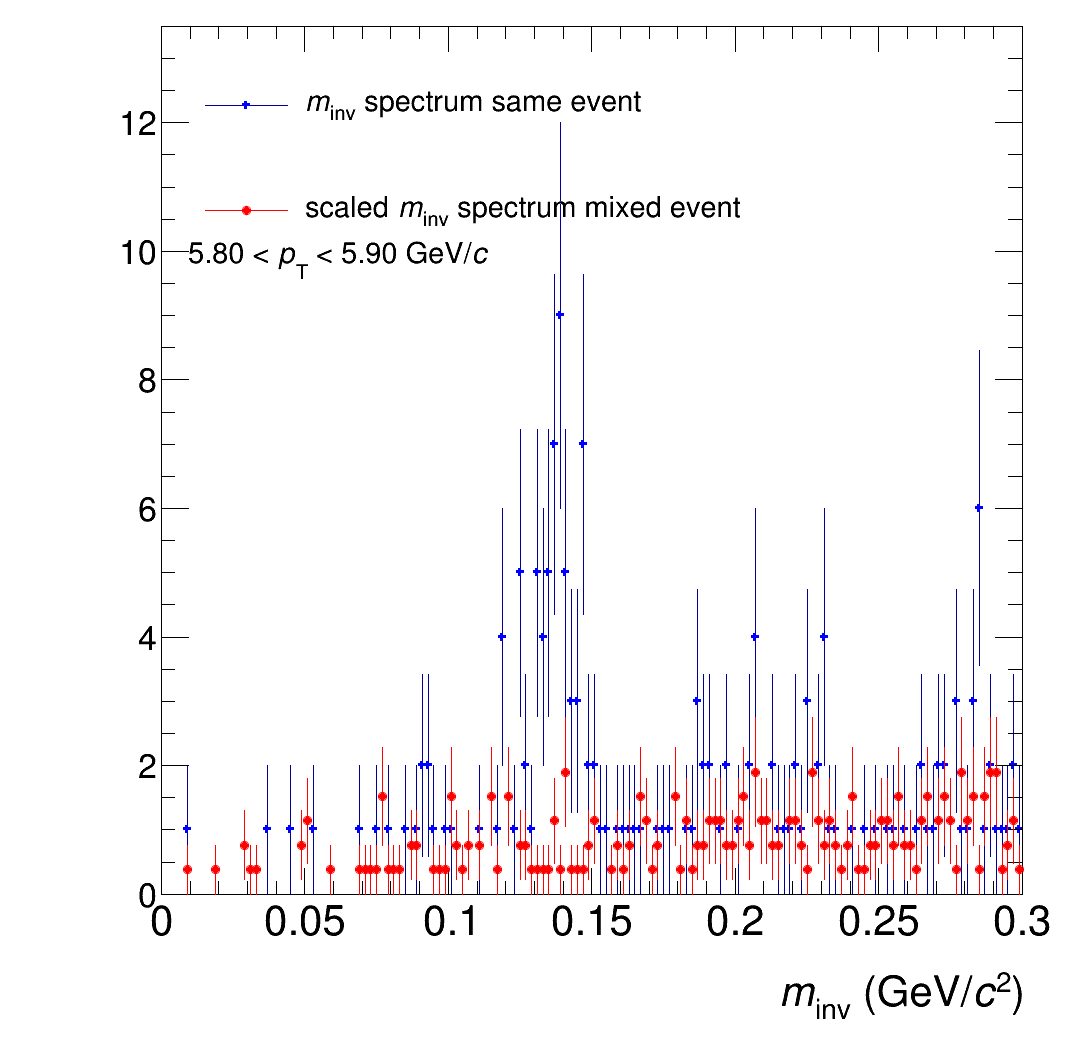 m_inv spectrum same event
12
scaled m_inv spectrum mixed event
10
5.80 < p_T < 5.90 GeV/c
8
6
4
2
0
0 0.05 0.1 0.15 0.2 0.25 0.3
m_inv (GeV/c²)